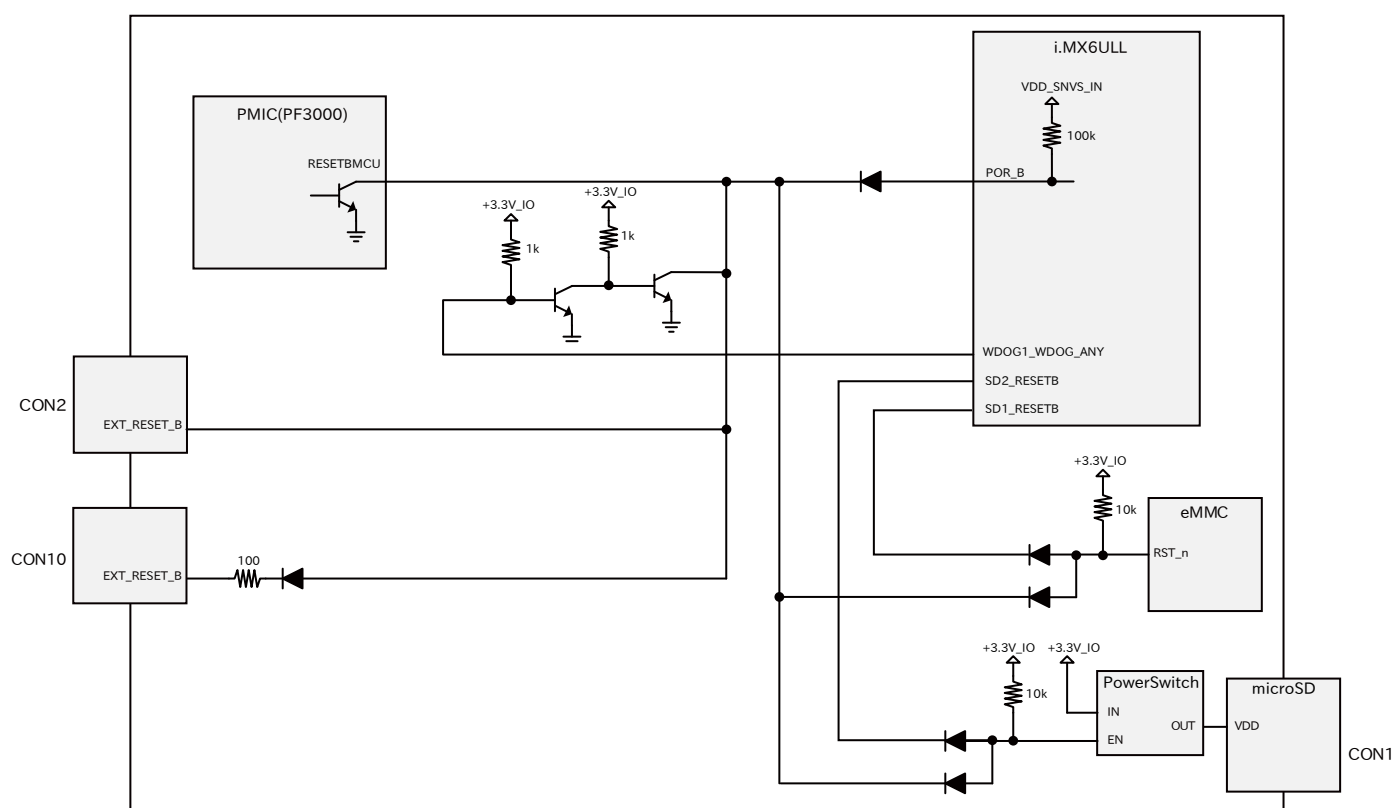 i.MX6ULL
VDD_SNVS_IN
100k
POR_B
PMIC(PF3000)
RESETBMCU
+3.3V_IO
1k
+3.3V_IO
1k
WDOG1_WDOG_ANY
SD2_RESETB
SD1_RESETB
CON2
EXT_RESET_B
CON10
EXT_RESET_B
100
+3.3V_IO
10k
eMMC
RST_n
+3.3V_IO
10k
+3.3V_IO
PowerSwitch
IN
OUT
EN
microSD
VDD
CON1